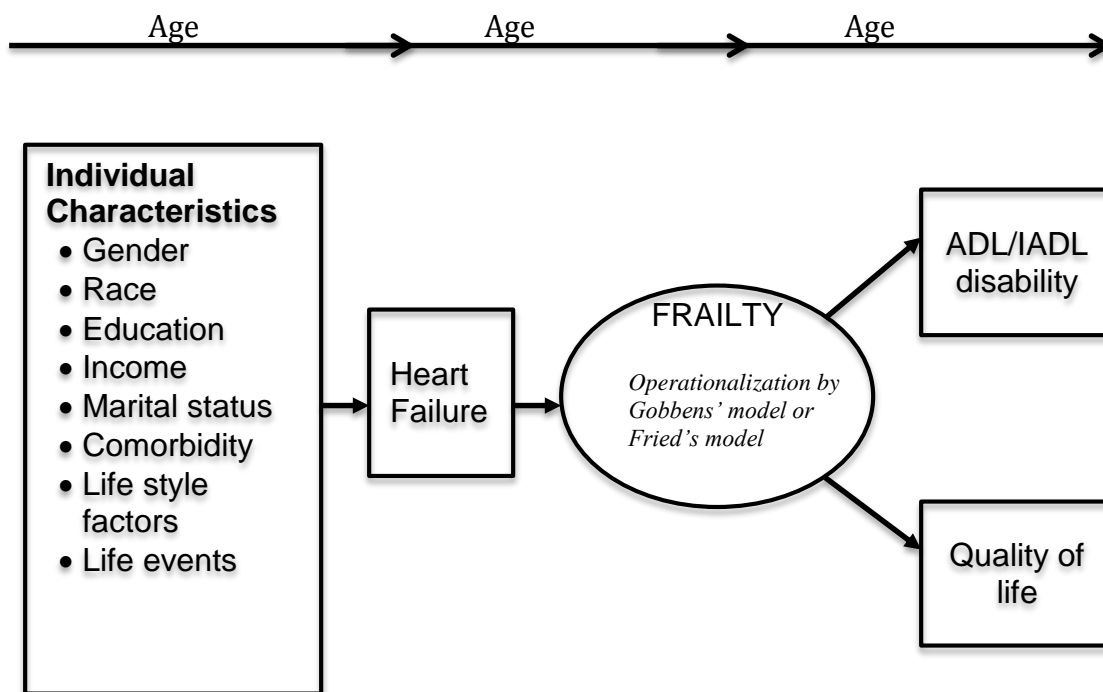 Age Age Age
Individual
Characteristics
• Gender
• Race
• Education
• Income
• Marital status
• Comorbidity
• Life style
factors
• Life events
Heart
Failure
FRAILTY
Operationalization by
Gobbens’ model or
Fried’s model
ADL/IADL
disability
Quality of
life